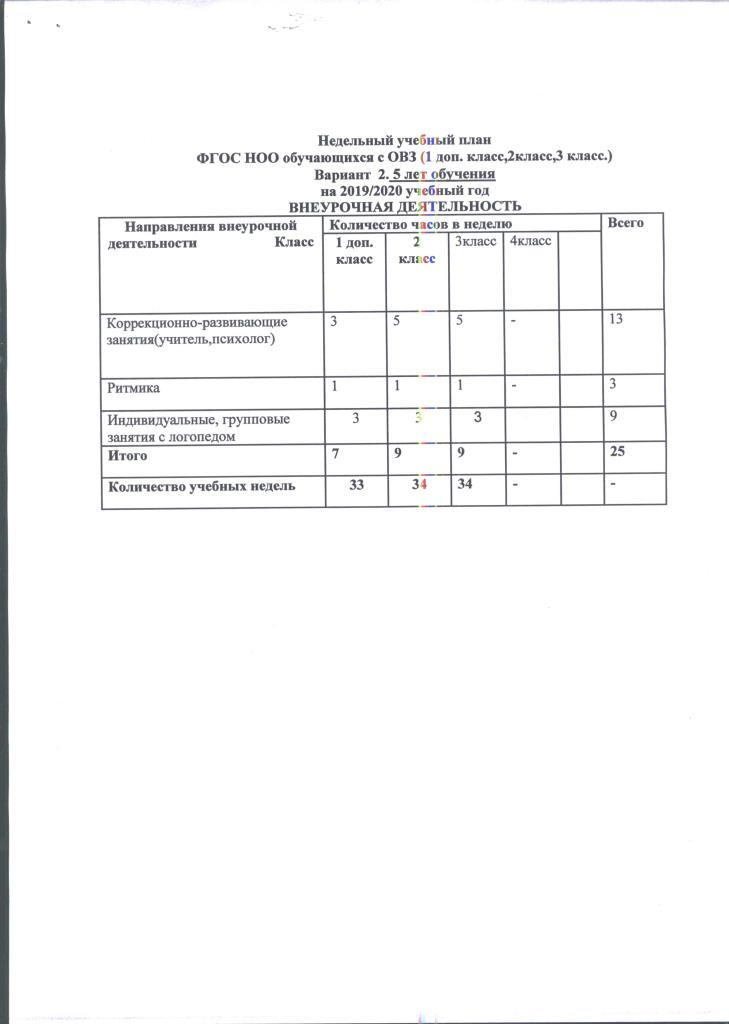 Недельный учебный план
ФГОС НОО обучающихся с ОВЗ (1 доп. класс,2класс,3 класс.)
Вариант 2. 5 лет обучения
на 2019/2020 учебный год
ВНЕУРОЧНАЯ ДЕЯТЕЛЬНОСТЬ
Направления внеурочной Количество часов в неделю Всего
деятельности Класс 1 доп. 2 3класс 4класс
класс класс
Коррекционно-развивающие 3 5 5 - 13
занятия(учитель,психолог)
Ритмика 1 1 1 - 3
Индивидуальные, групповые 3 3 3 9
занятия с логопедом
Итого 7 9 9 - 25
Количество учебных недель 33 34 34 - -